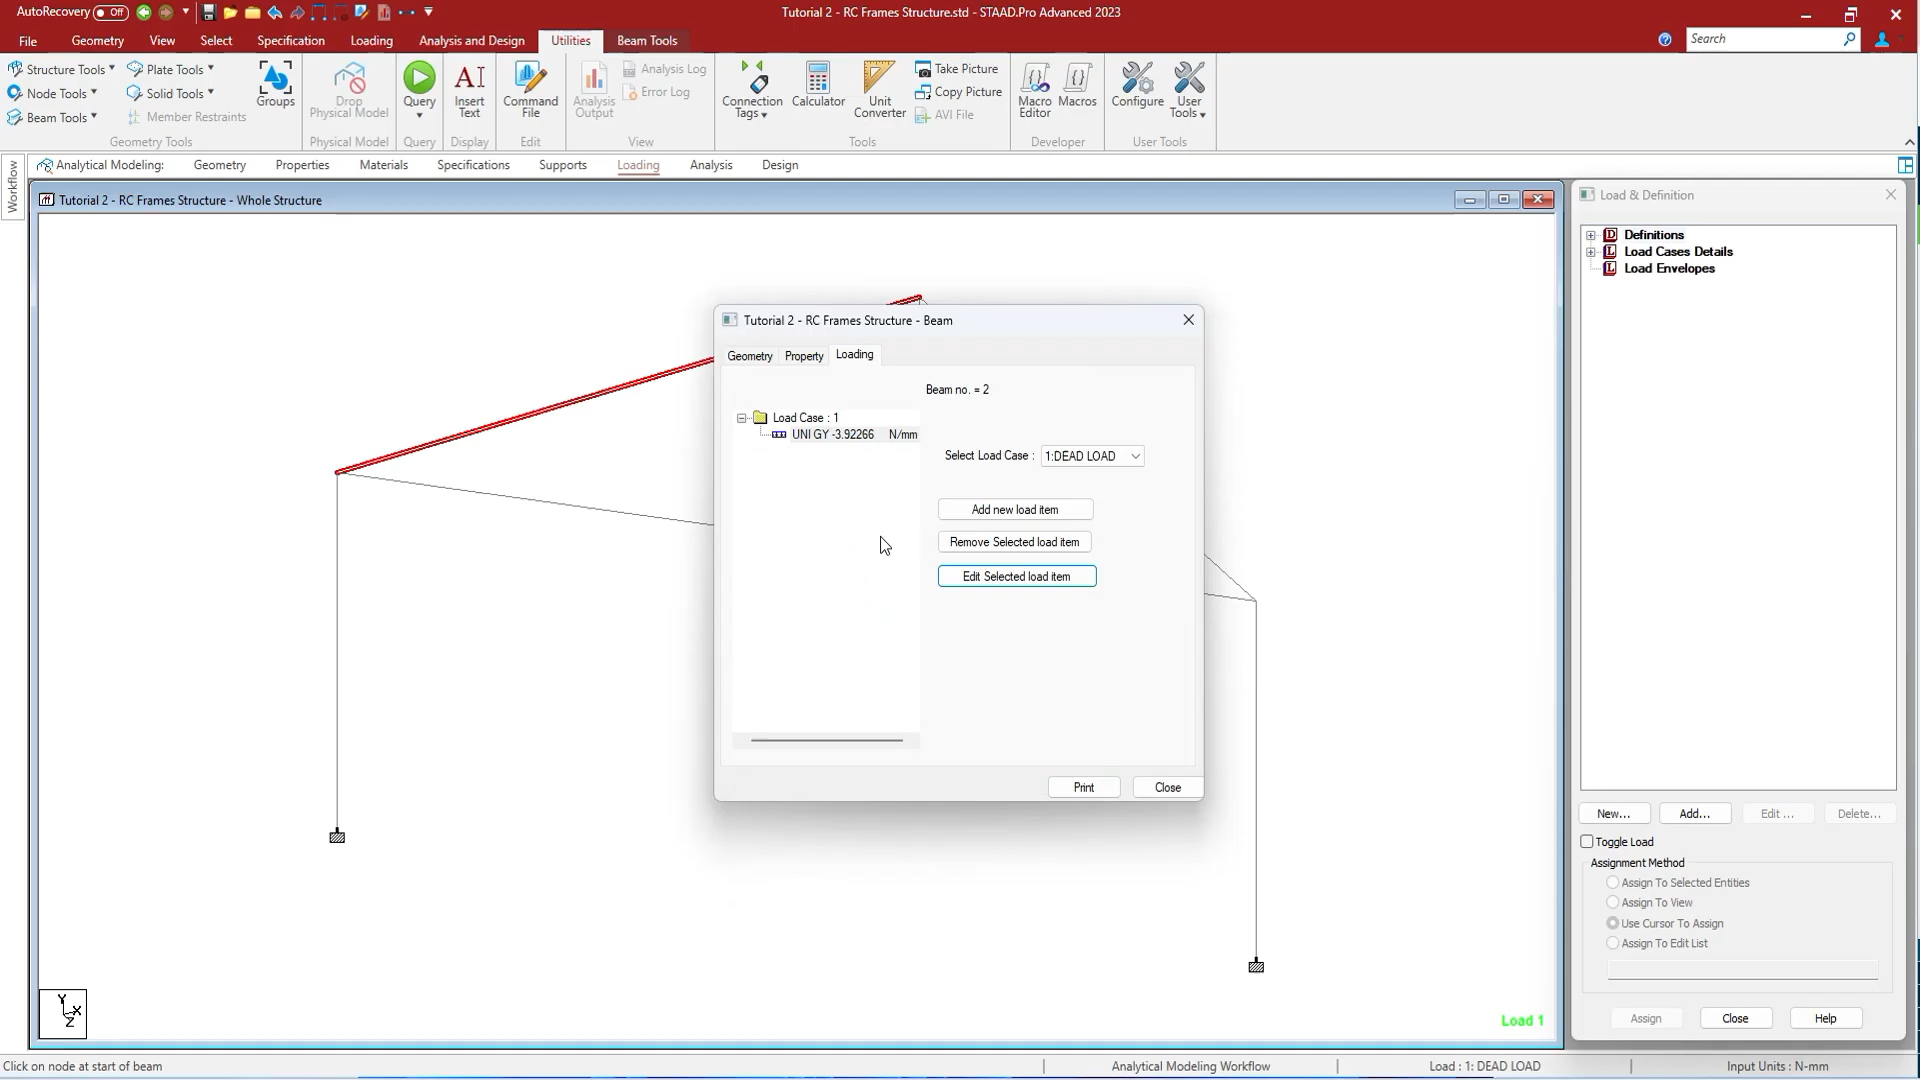 AutoRecovery Off
Tutorial 2 - RC Frames Structure.std - STAAD.Pro Advanced 2023
File Geometry View Select Specification Loading Analysis and Design Utilities Beam Tools Search
Structure Tools Plate Tools
Node Tools Solid Tools
Beam Tools Member Restraints
Groups
Geometry Tools
Drop
Physical Model
Physical Model
Query
Query
Insert
Text
Display
Command
File
Edit
Analysis
Output
Analysis Log
Error Log
View
Connection
Tags
Calculator
Unit
Converter
Take Picture
Copy Picture
AVI File
Tools
Macro
Editor
Macros
Developer
Configure
User
Tools
User Tools
Workflow
Analytical Modeling: Geometry Properties Materials Specifications Supports Loading Analysis Design
Tutorial 2 - RC Frames Structure - Whole Structure
Tutorial 2 - RC Frames Structure - Beam
Geometry Property Loading
Beam no. = 2
Load Case : 1
UNI GY -3.92266 N/mm
Select Load Case : 1:DEAD LOAD
Add new load item
Remove Selected load item
Edit Selected load item
Print Close
Y
X
Z
Load 1
Load & Definition
D Definitions
L Load Cases Details
L Load Envelopes
New... Add... Edit ... Delete...
Toggle Load
Assignment Method
Assign To Selected Entities
Assign To View
Use Cursor To Assign
Assign To Edit List
Assign Close Help
Click on node at start of beam
Analytical Modeling Workflow
Load : 1: DEAD LOAD
Input Units : N-mm